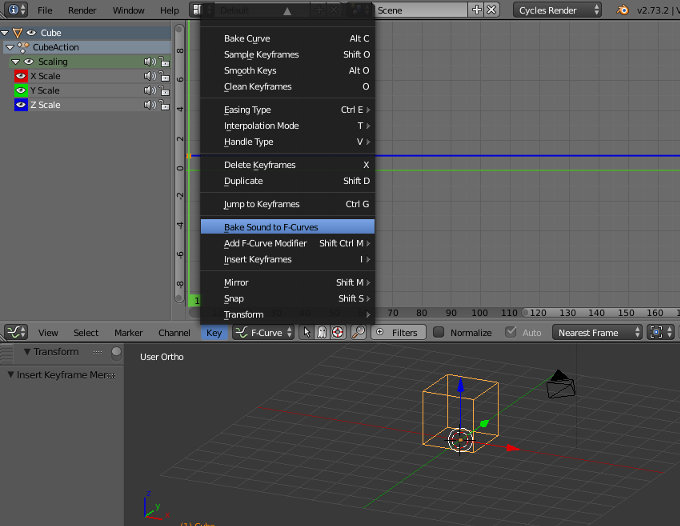 File Render Window Help Default Scene Cycles Render v2.73.2
Cube
CubeAction
Scaling
X Scale
Y Scale
Z Scale
Bake Curve Alt C
Sample Keyframes Shift O
Smooth Keys Alt O
Clean Keyframes O
Easing Type Ctrl E
Interpolation Mode T
Handle Type V
Delete Keyframes X
Duplicate Shift D
Jump to Keyframes Ctrl G
Bake Sound to F-Curves
Add F-Curve Modifier Shift Ctrl M
Insert Keyframes I
Mirror Shift M
Snap Shift S
Transform
8
6
4
2
0
-2
-4
-6
-8
1
60 70 80 90 100 110 120 130 140 150 160
View Select Marker Channel Key F-Curve Filters Normalize Auto Nearest Frame
Transform
Insert Keyframe Mer
User Ortho
z
y
x
(1) Cube